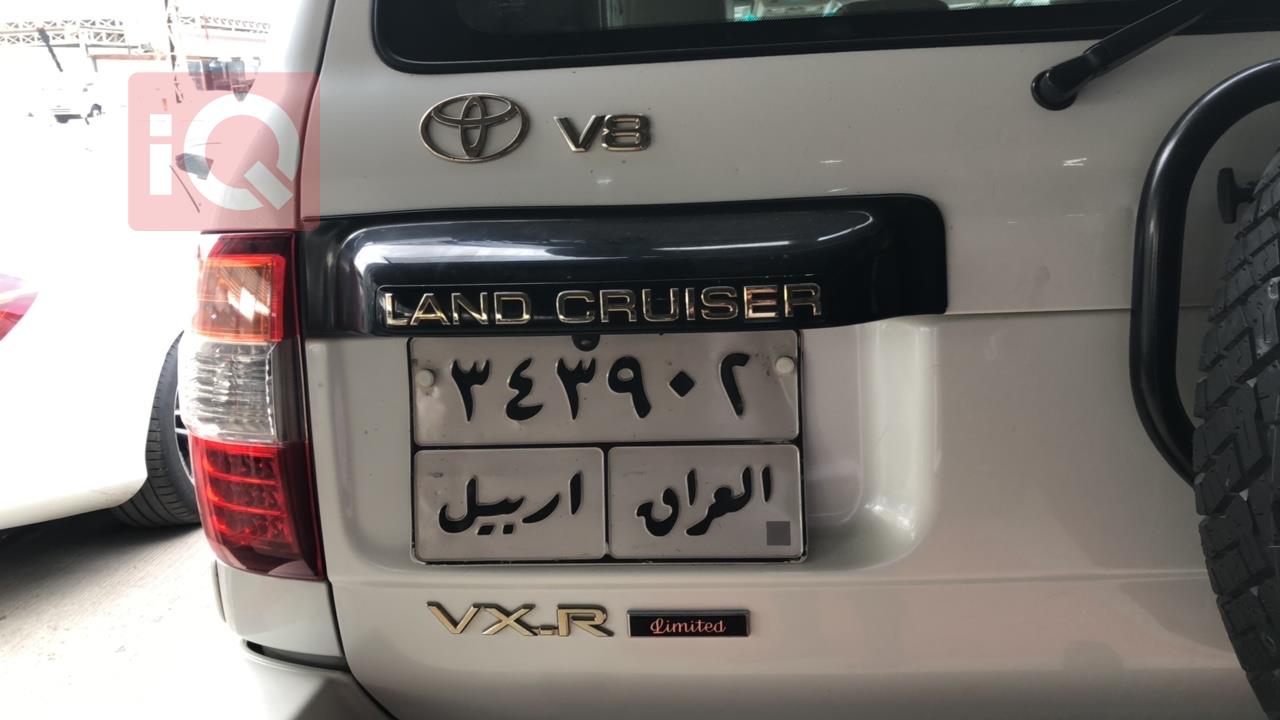 iQ
V8
LAND CRUISER
٣٤٣٩٠٢
العراق اربيل
VX.R Limited